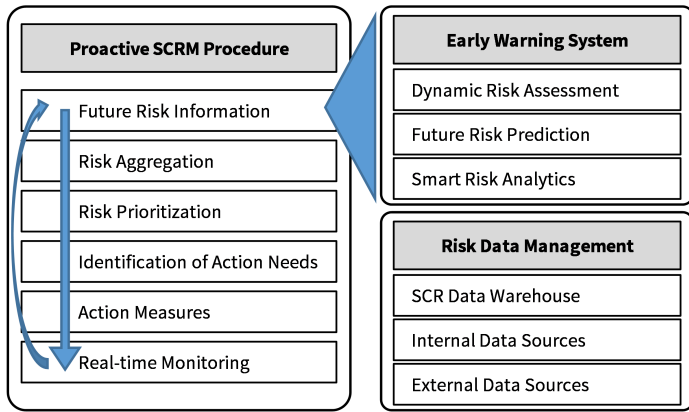 Proactive SCRM Procedure
Future Risk Information
Risk Aggregation
Risk Prioritization
Identification of Action Needs
Action Measures
Real-time Monitoring
Early Warning System
Dynamic Risk Assessment
Future Risk Prediction
Smart Risk Analytics
Risk Data Management
SCR Data Warehouse
Internal Data Sources
External Data Sources